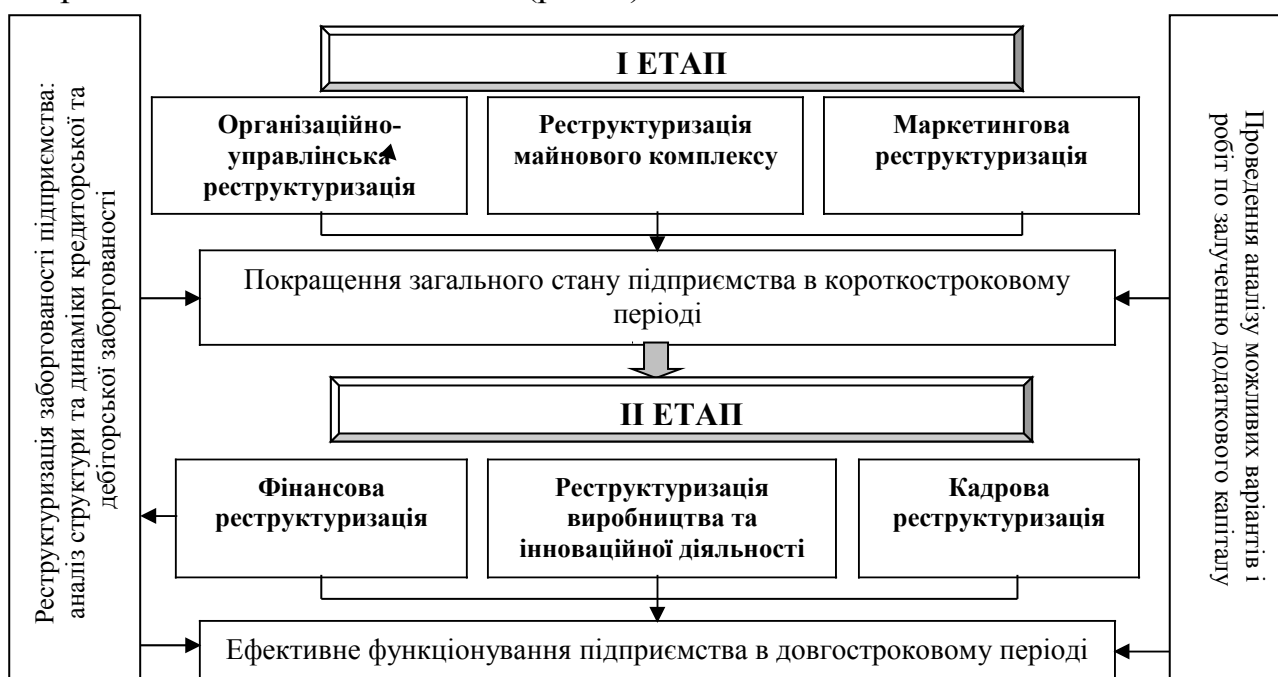 Реструктуризація заборгованості підприємства:
аналіз структури та динаміки кредиторської та
дебіторської заборгованості
І ЕТАП
Організаційно-
управлінська
реструктуризація
Реструктуризація
майнового комплексу
Маркетингова
реструктуризація
Покращення загального стану підприємства в короткостроковому
періоді
ІІ ЕТАП
Фінансова
реструктуризація
Реструктуризація
виробництва та
інноваційної діяльності
Кадрова
реструктуризація
Ефективне функціонування підприємства в довгостроковому періоді
Проведення аналізу можливих варіантів і
робіт по залученню додаткового капіталу